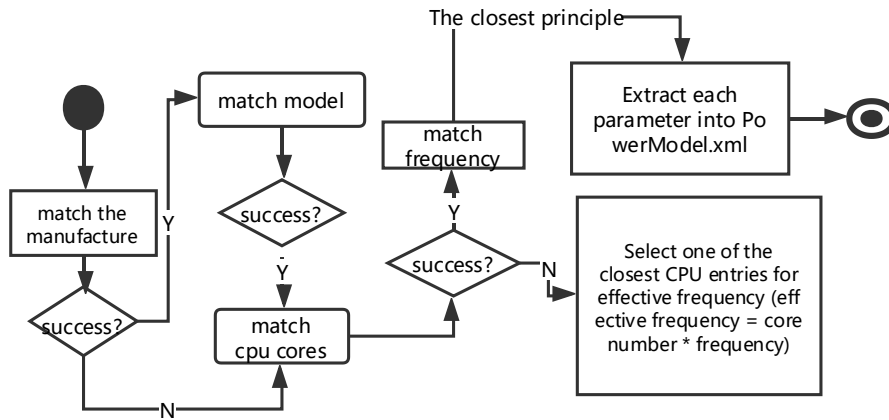 The closest principle
match model
Extract each
parameter into Po
werModel.xml
match
frequency
match the
manufacture
Y
success?
Y
success?
Y
success?
N
match
cpu cores
N
Select one of the
closest CPU entries for
effective frequency (eff
ective frequency = core
number * frequency)